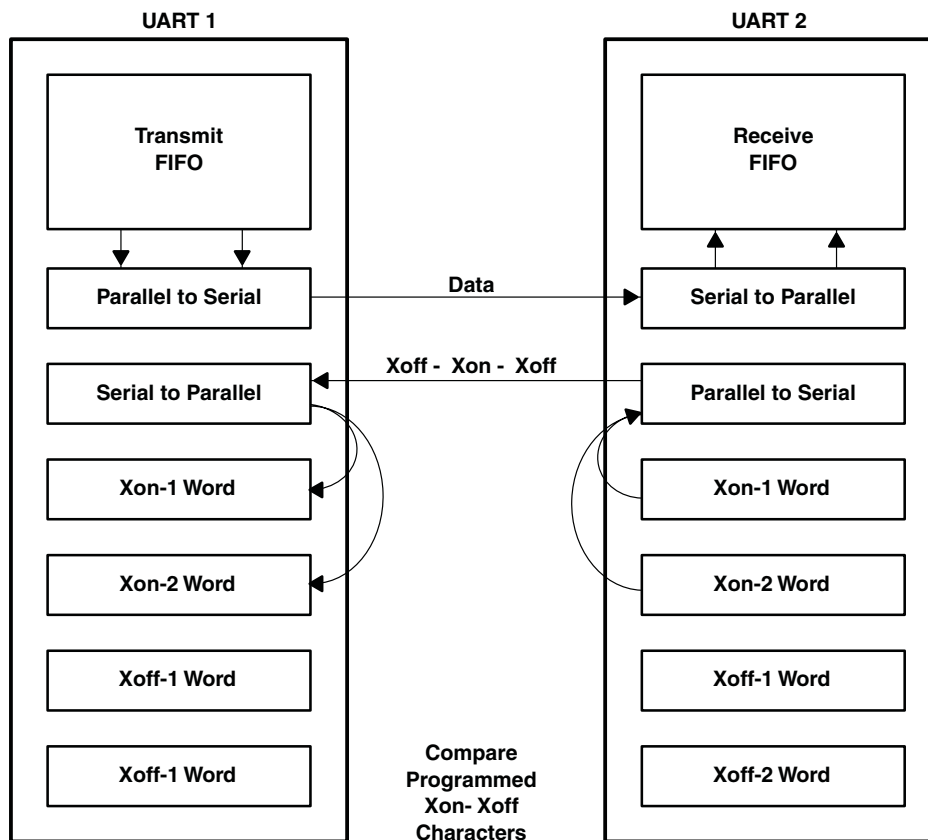 UART 1
UART 2
Transmit
FIFO
Receive
FIFO
Parallel to Serial
Data
Serial to Parallel
Xoff - Xon - Xoff
Serial to Parallel
Parallel to Serial
Xon-1 Word
Xon-1 Word
Xon-2 Word
Xon-2 Word
Xoff-1 Word
Xoff-1 Word
Xoff-1 Word
Xoff-2 Word
Compare
Programmed
Xon- Xoff
Characters